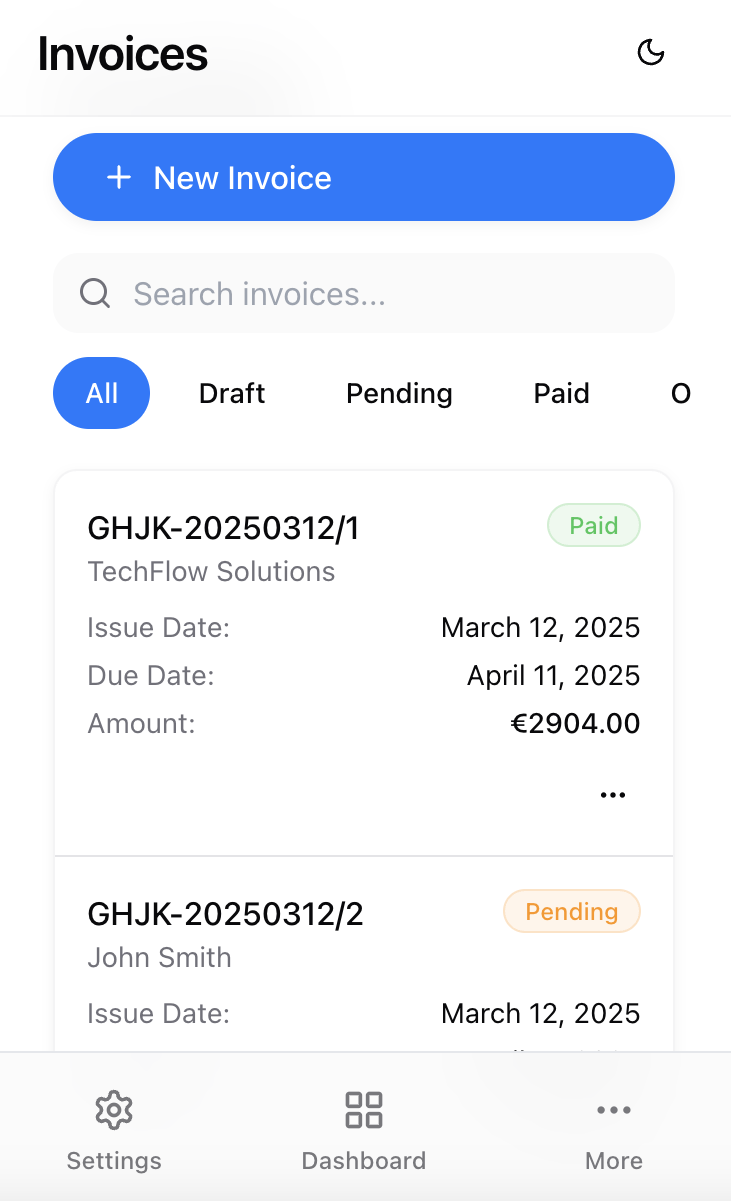 Invoices
New Invoice
Search invoices...
All Draft Pending Paid O
GHJK-20250312/1 Paid
TechFlow Solutions
Issue Date: March 12, 2025
Due Date: April 11, 2025
Amount: €2904.00
GHJK-20250312/2 Pending
John Smith
Issue Date: March 12, 2025
Settings Dashboard More